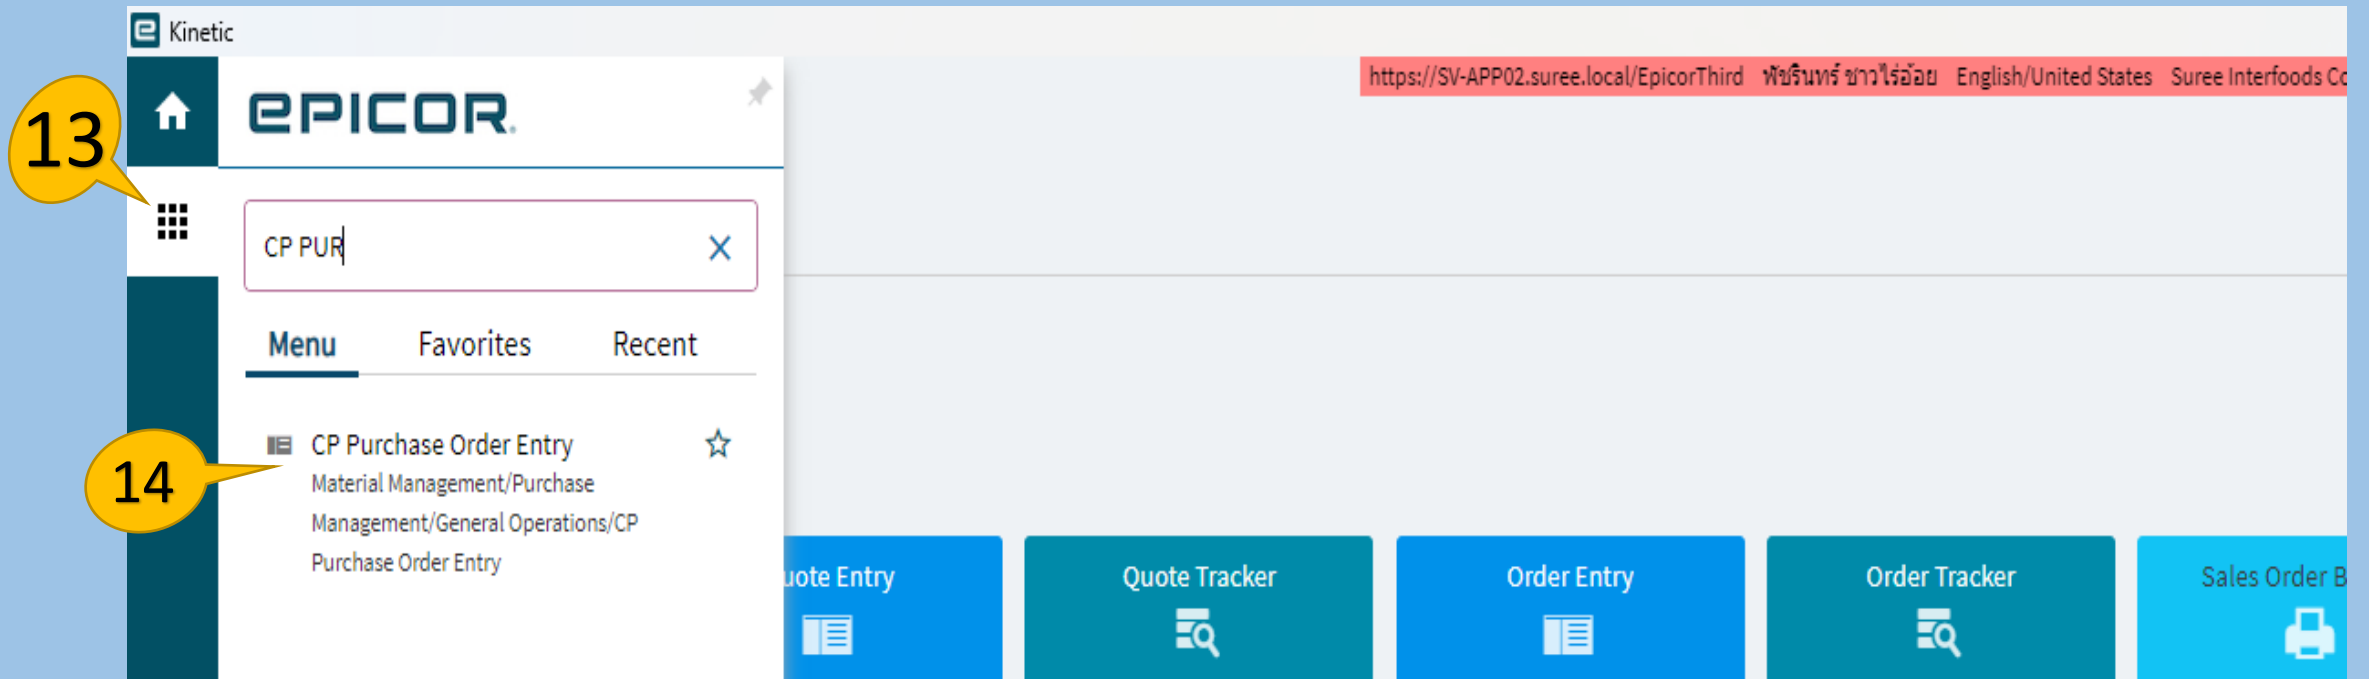 Kinetic
https://SV-APP02.suree.local/EpicorThird พัชรินทร์ ชาวไร่อ้อย English/United States Suree Interfoods Co
EPICOR
13
CP PUR
Menu Favorites Recent
14
CP Purchase Order Entry
Material Management/Purchase
Management/General Operations/CP
Purchase Order Entry
uote Entry Quote Tracker Order Entry Order Tracker Sales Order B